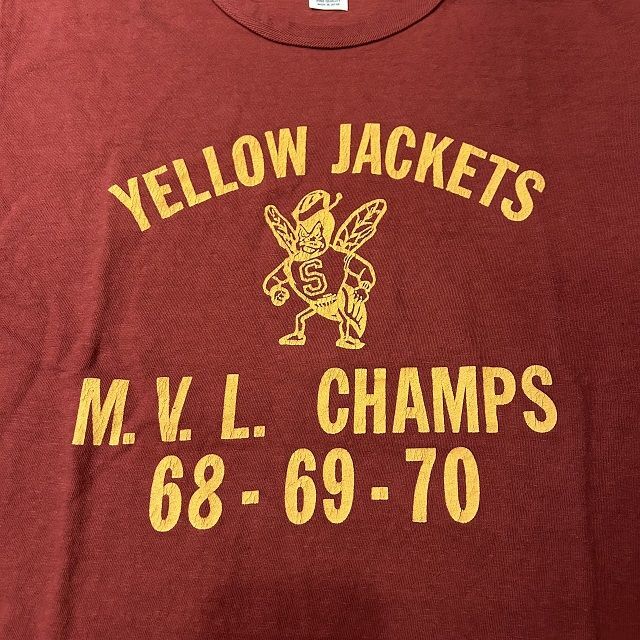 YELLOW JACKETS
S
M. V. L. CHAMPS
68 - 69 - 70